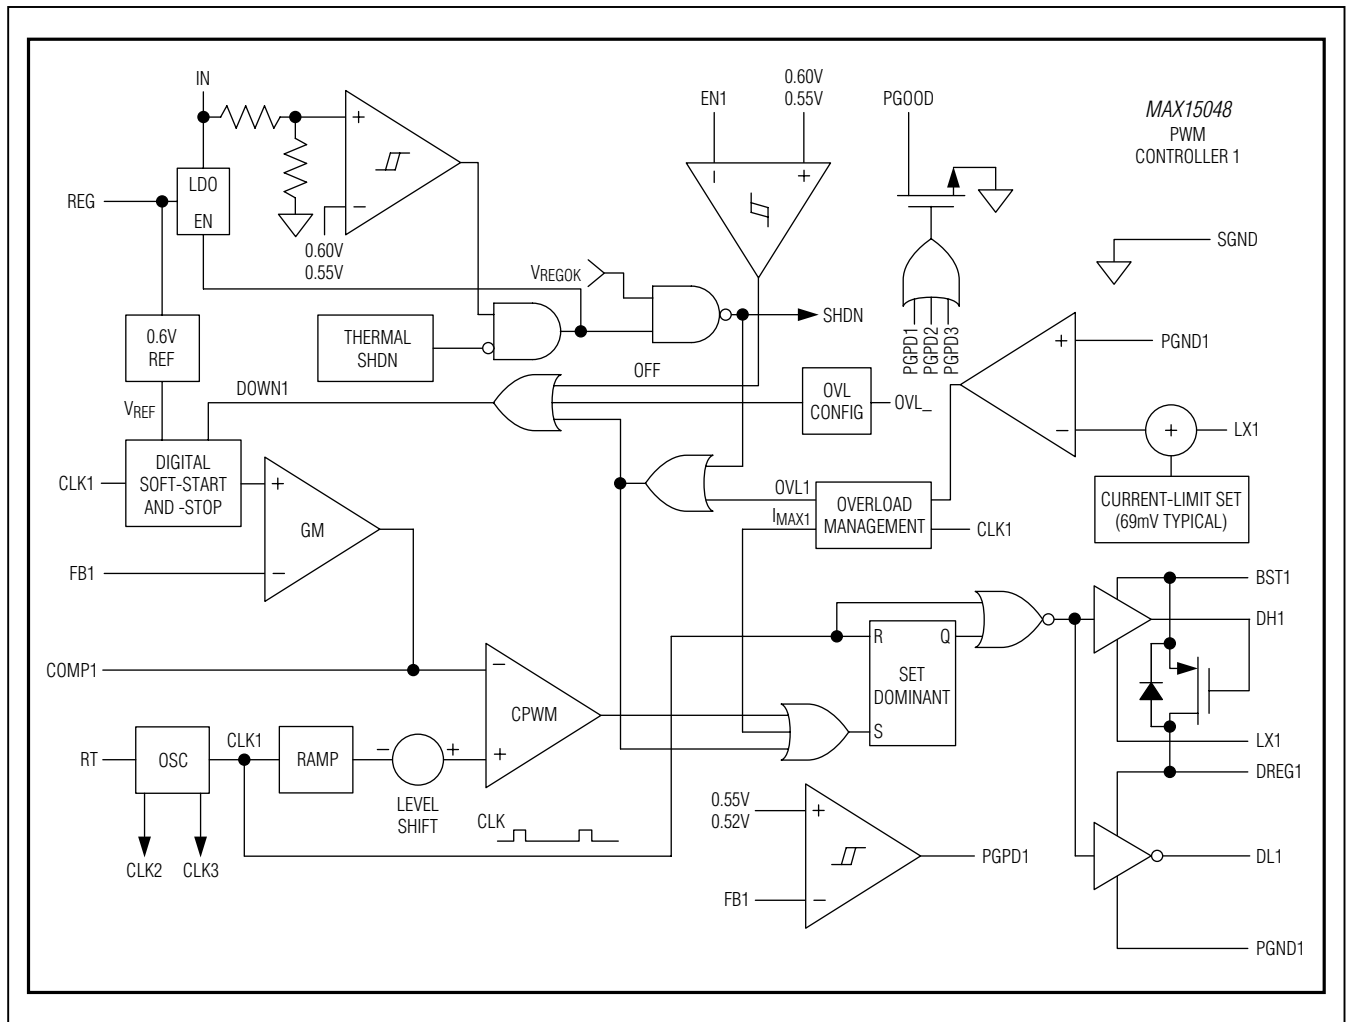 IN
EN1
0.60V
0.55V
PGOOD
MAX15048
PWM
CONTROLLER 1
+
−
+
LDO
EN
REG
0.60V
0.55V
−
SGND
VREGOK
SHDN
0.6V
REF
THERMAL
SHDN
PGPD1
PGPD2
PGPD3
+
PGND1
OFF
OVL
CONFIG
OVL_
DOWN1
VREF
−
+
LX1
DIGITAL
SOFT-START
AND -STOP
CLK1
+
GM
OVL1
IMAX1
OVERLOAD
MANAGEMENT
CLK1
CURRENT-LIMIT SET
(69mV TYPICAL)
FB1
−
BST1
DH1
R
Q
SET
DOMINANT
S
COMP1
−
CPWM
+
RT
OSC
CLK1
RAMP
−
+
LEVEL
SHIFT
LX1
DREG1
0.55V
0.52V
+
CLK
CLK2
CLK3
PGPD1
DL1
FB1
−
PGND1